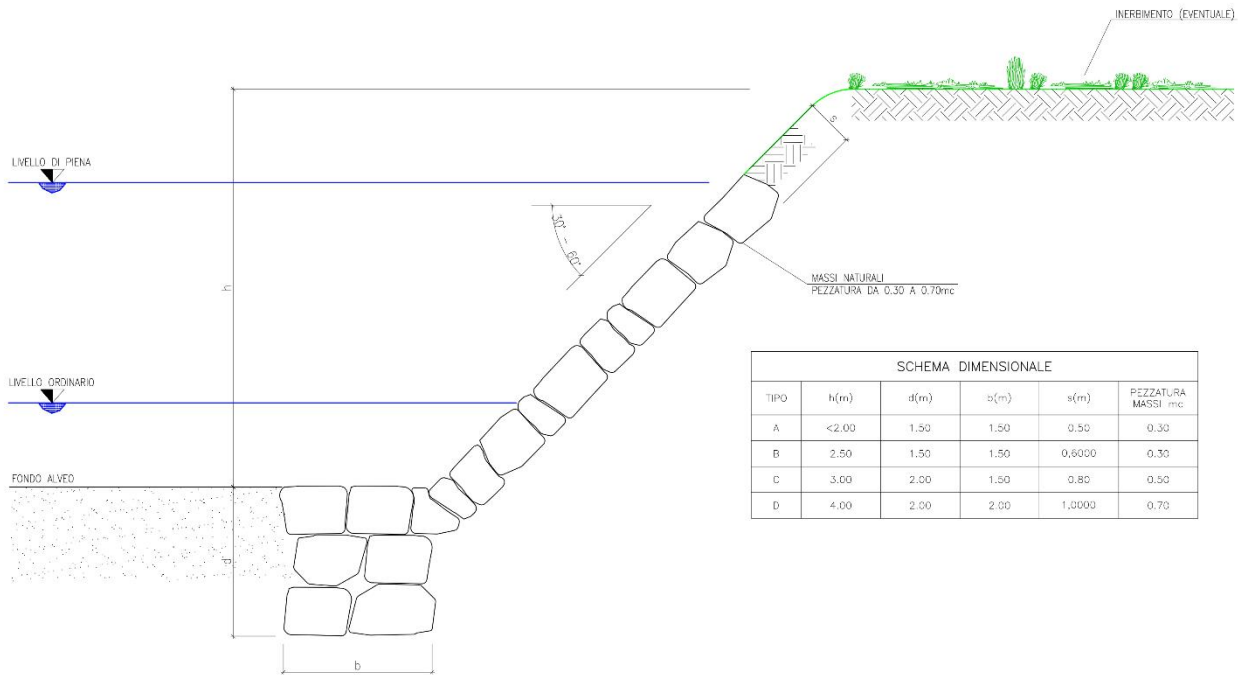 INERBIMENTO (EVENTUALE)
s
LIVELLO DI PIENA
30° - 60°
h
MASSI NATURALI
PEZZATURA DA 0.30 A 0.70mc
LIVELLO ORDINARIO
SCHEMA DIMENSIONALE
TIPO h(m) d(m) b(m) s(m) PEZZATURA MASSI mc
A <2.00 1.50 1.50 0.50 0.30
B 2.50 1.50 1.50 0,6000 0.30
C 3.00 2.00 1.50 0.80 0.50
D 4.00 2.00 2.00 1,0000 0.70
FONDO ALVEO
d
b